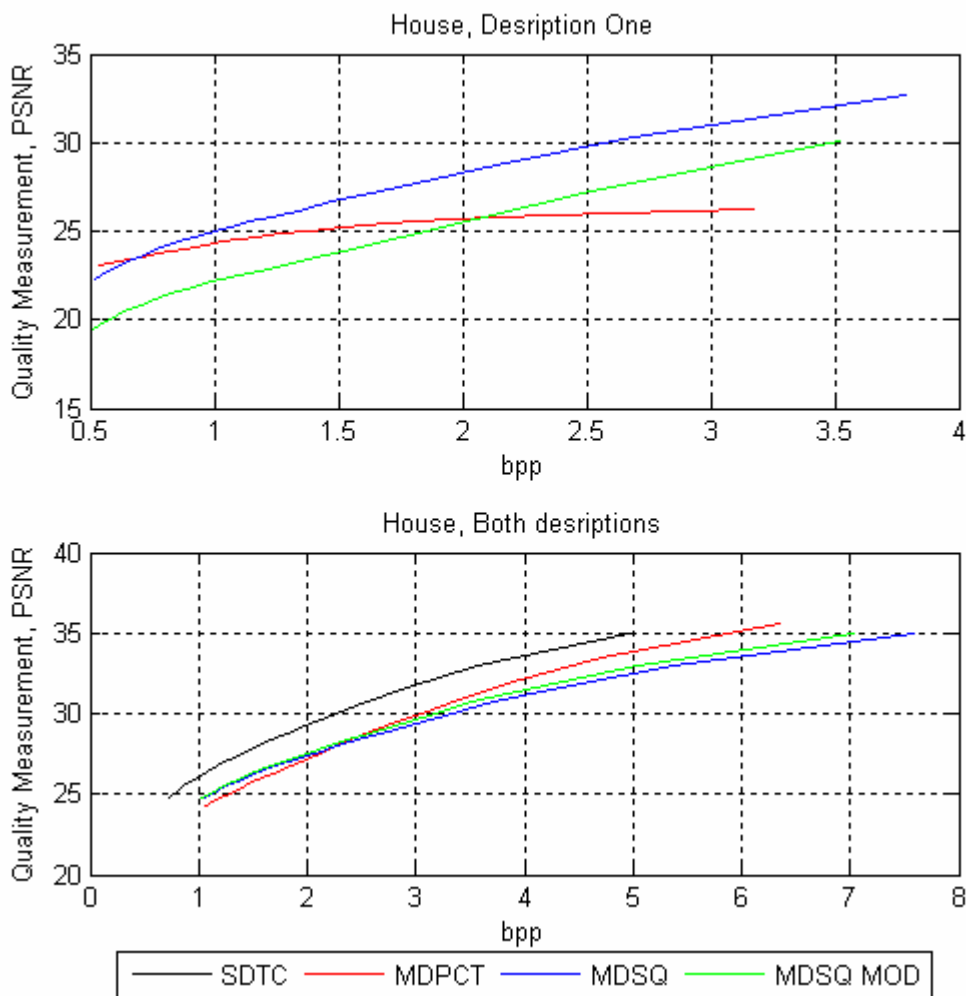 House, Desription One
Quality Measurement, PSNR
35
30
25
20
15
0.5 1 1.5 2 2.5 3 3.5 4
bpp
House, Both desriptions
Quality Measurement, PSNR
40
35
30
25
20
0 1 2 3 4 5 6 7 8
bpp
SDTC MDPCT MDSQ MDSQ MOD